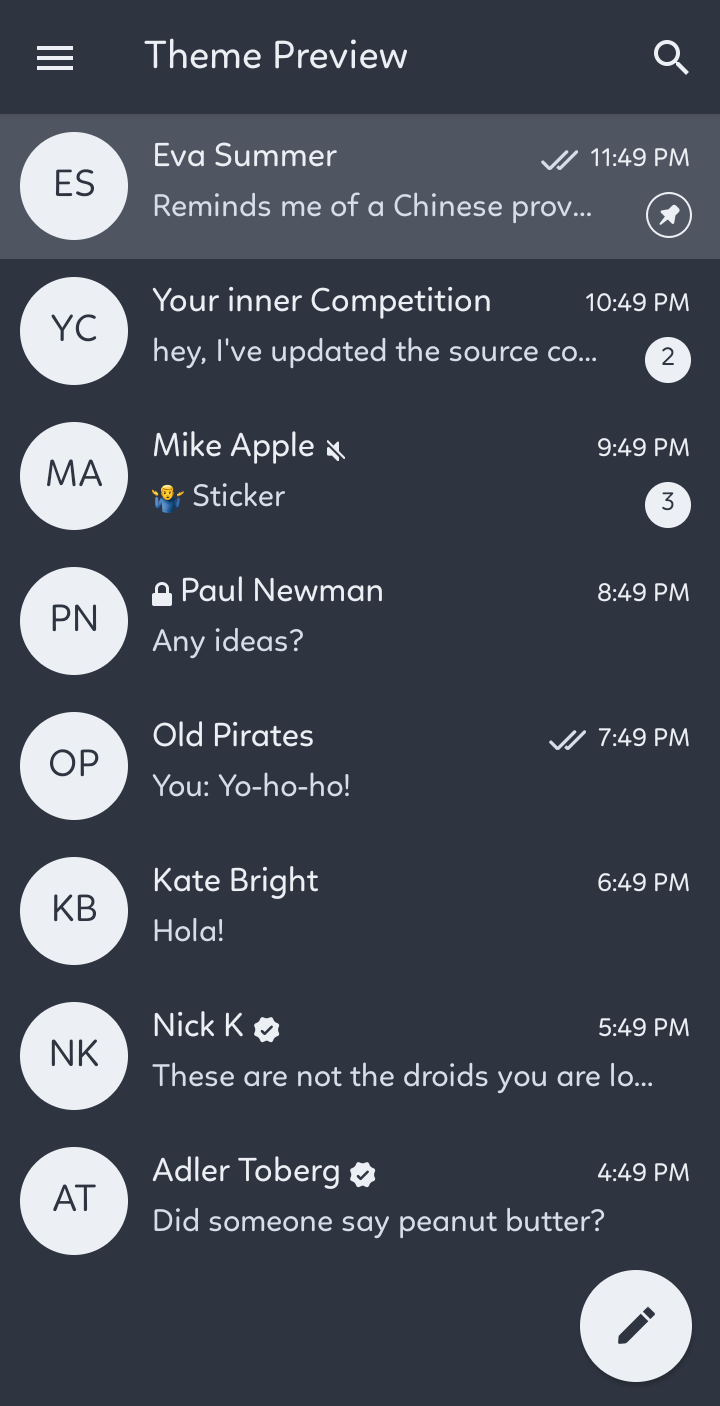 Theme Preview
ES
Eva Summer 11:49 PM
Reminds me of a Chinese prov...
YC
Your inner Competition 10:49 PM
hey, I've updated the source co... 2
MA
Mike Apple 9:49 PM
🤷‍♂️ Sticker 3
PN
Paul Newman 8:49 PM
Any ideas?
OP
Old Pirates 7:49 PM
You: Yo-ho-ho!
KB
Kate Bright 6:49 PM
Hola!
NK
Nick K 5:49 PM
These are not the droids you are lo...
AT
Adler Toberg 4:49 PM
Did someone say peanut butter?